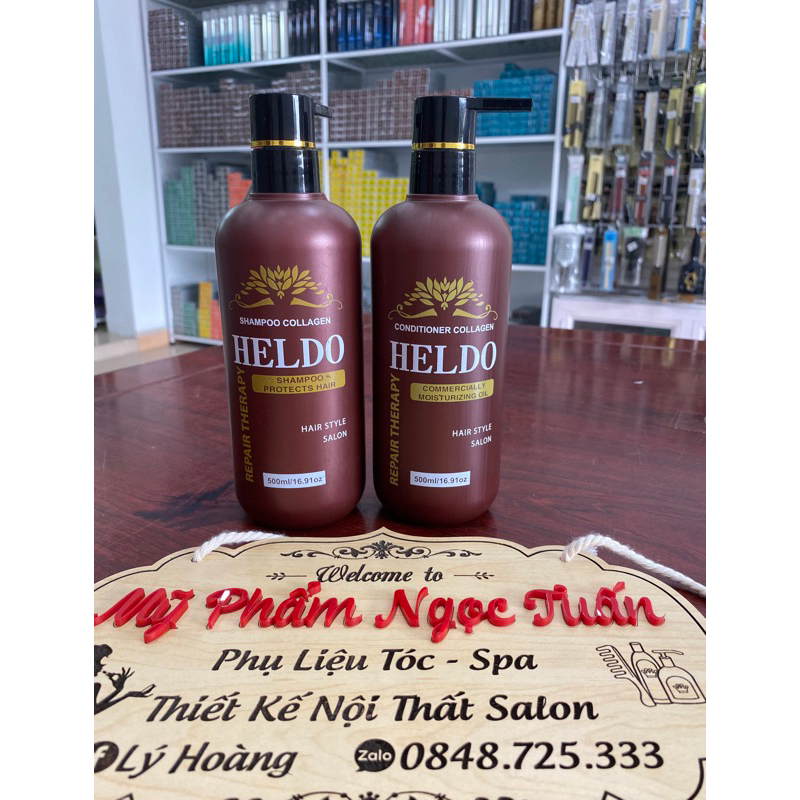 SHAMPOO COLLAGEN
HELDO
SHAMPOO
PROTECTS HAIR
REPAIR THERAPY
HAIR STYLE
SALON
500ml/16.91oz
CONDITIONER COLLAGEN
HELDO
COMMERCIALLY
MOISTURIZING OIL
REPAIR THERAPY
HAIR STYLE
SALON
500ml/16.91oz
Welcome to
Mỹ Phẩm Ngọc Tuấn
Phụ Liệu Tóc - Spa
Thiết Kế Nội Thất Salon
f Lý Hoàng Zalo 0848.725.333